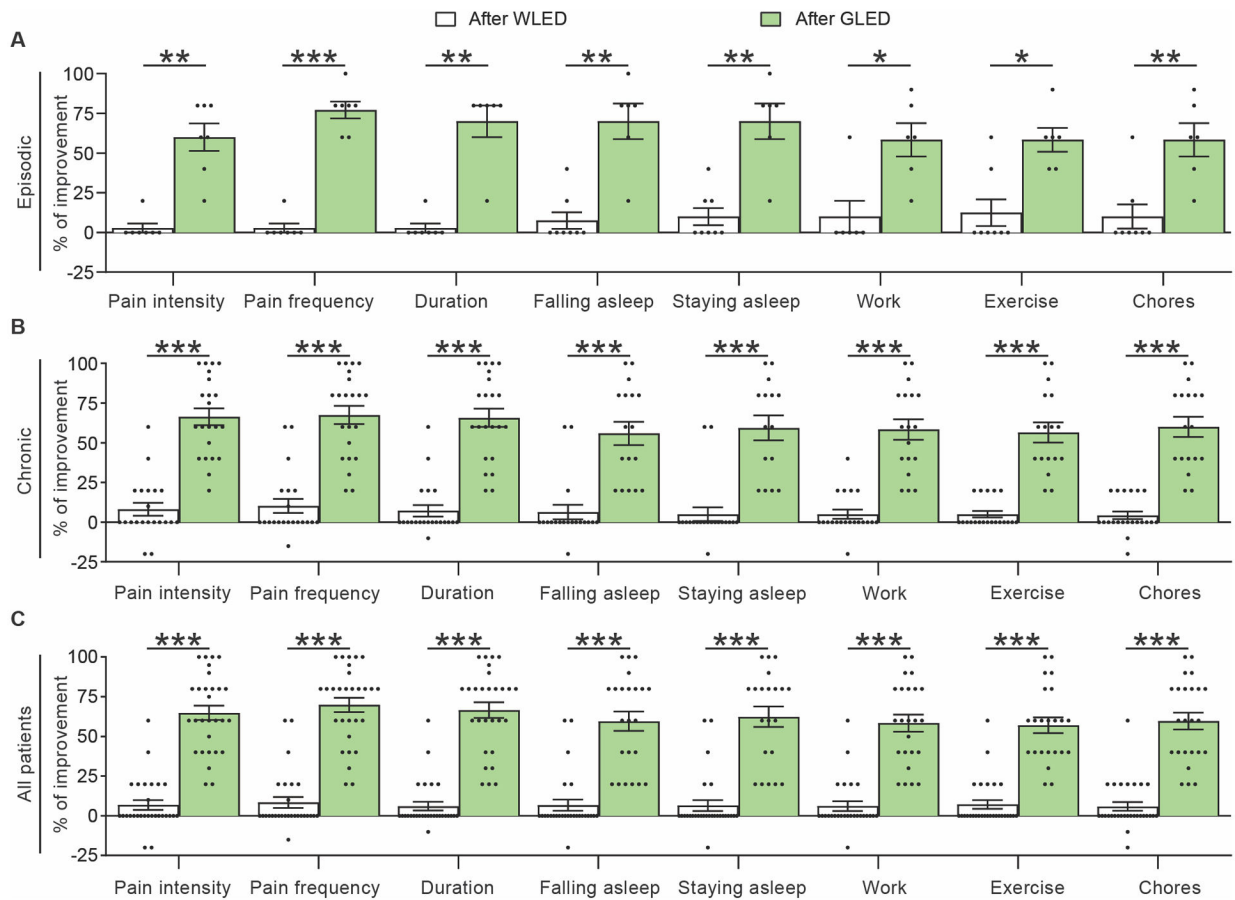 After WLED After GLED
A
** *** ** ** ** * * **
Episodic
% of improvement
100
75
50
25
0
-25
Pain intensity Pain frequency Duration Falling asleep Staying asleep Work Exercise Chores
B
*** *** *** *** *** *** *** ***
Chronic
% of improvement
100
75
50
25
0
-25
Pain intensity Pain frequency Duration Falling asleep Staying asleep Work Exercise Chores
C
*** *** *** *** *** *** *** ***
All patients
% of improvement
100
75
50
25
0
-25
Pain intensity Pain frequency Duration Falling asleep Staying asleep Work Exercise Chores